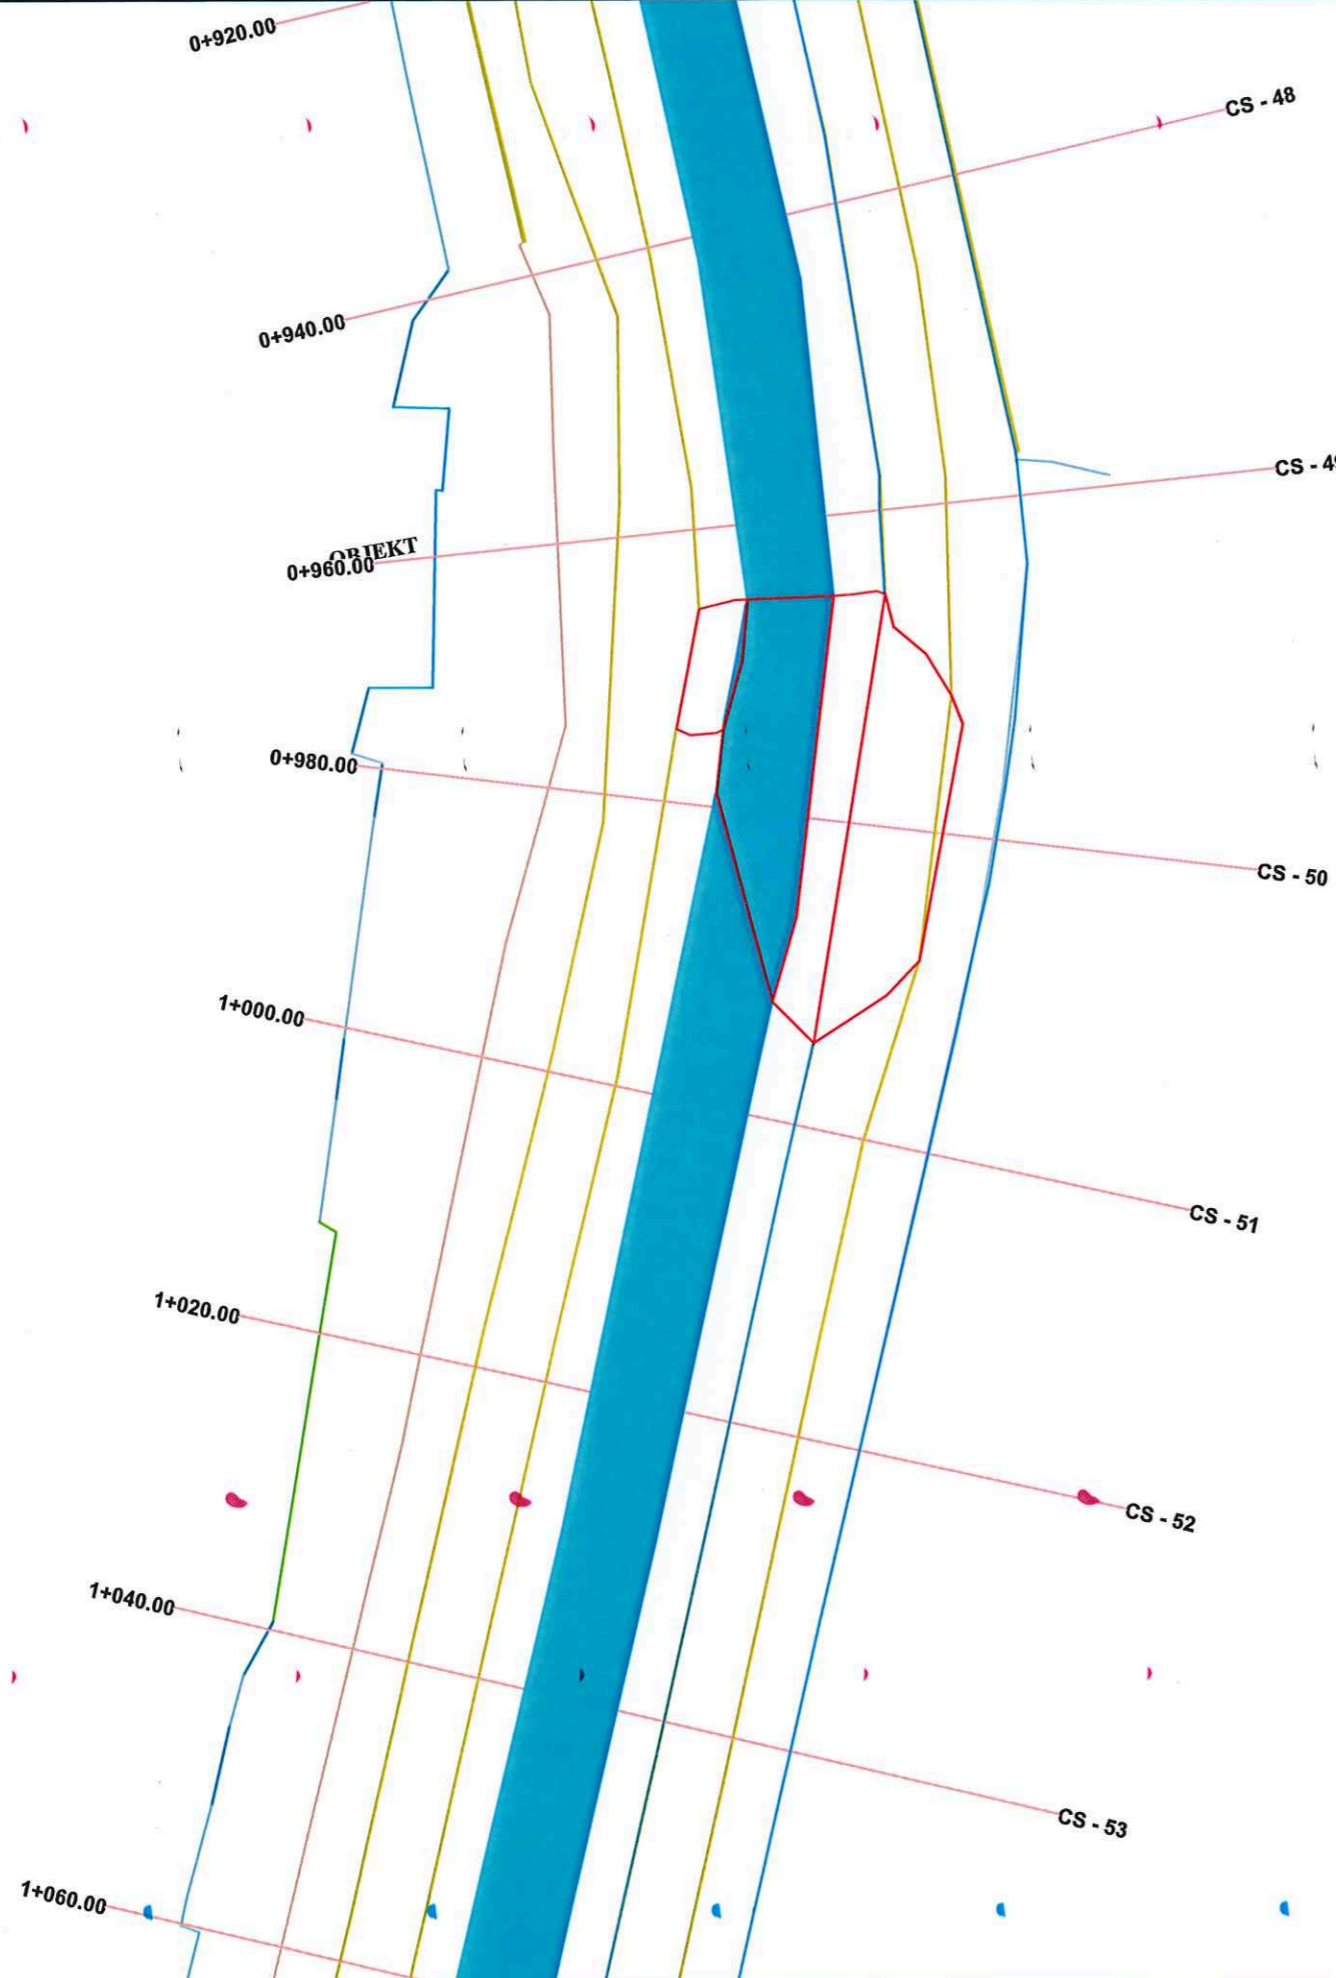 0+920.00
CS - 48
0+940.00
CS - 49
OBJEKT
0+960.00
0+980.00
CS - 50
1+000.00
CS - 51
1+020.00
CS - 52
1+040.00
CS - 53
1+060.00